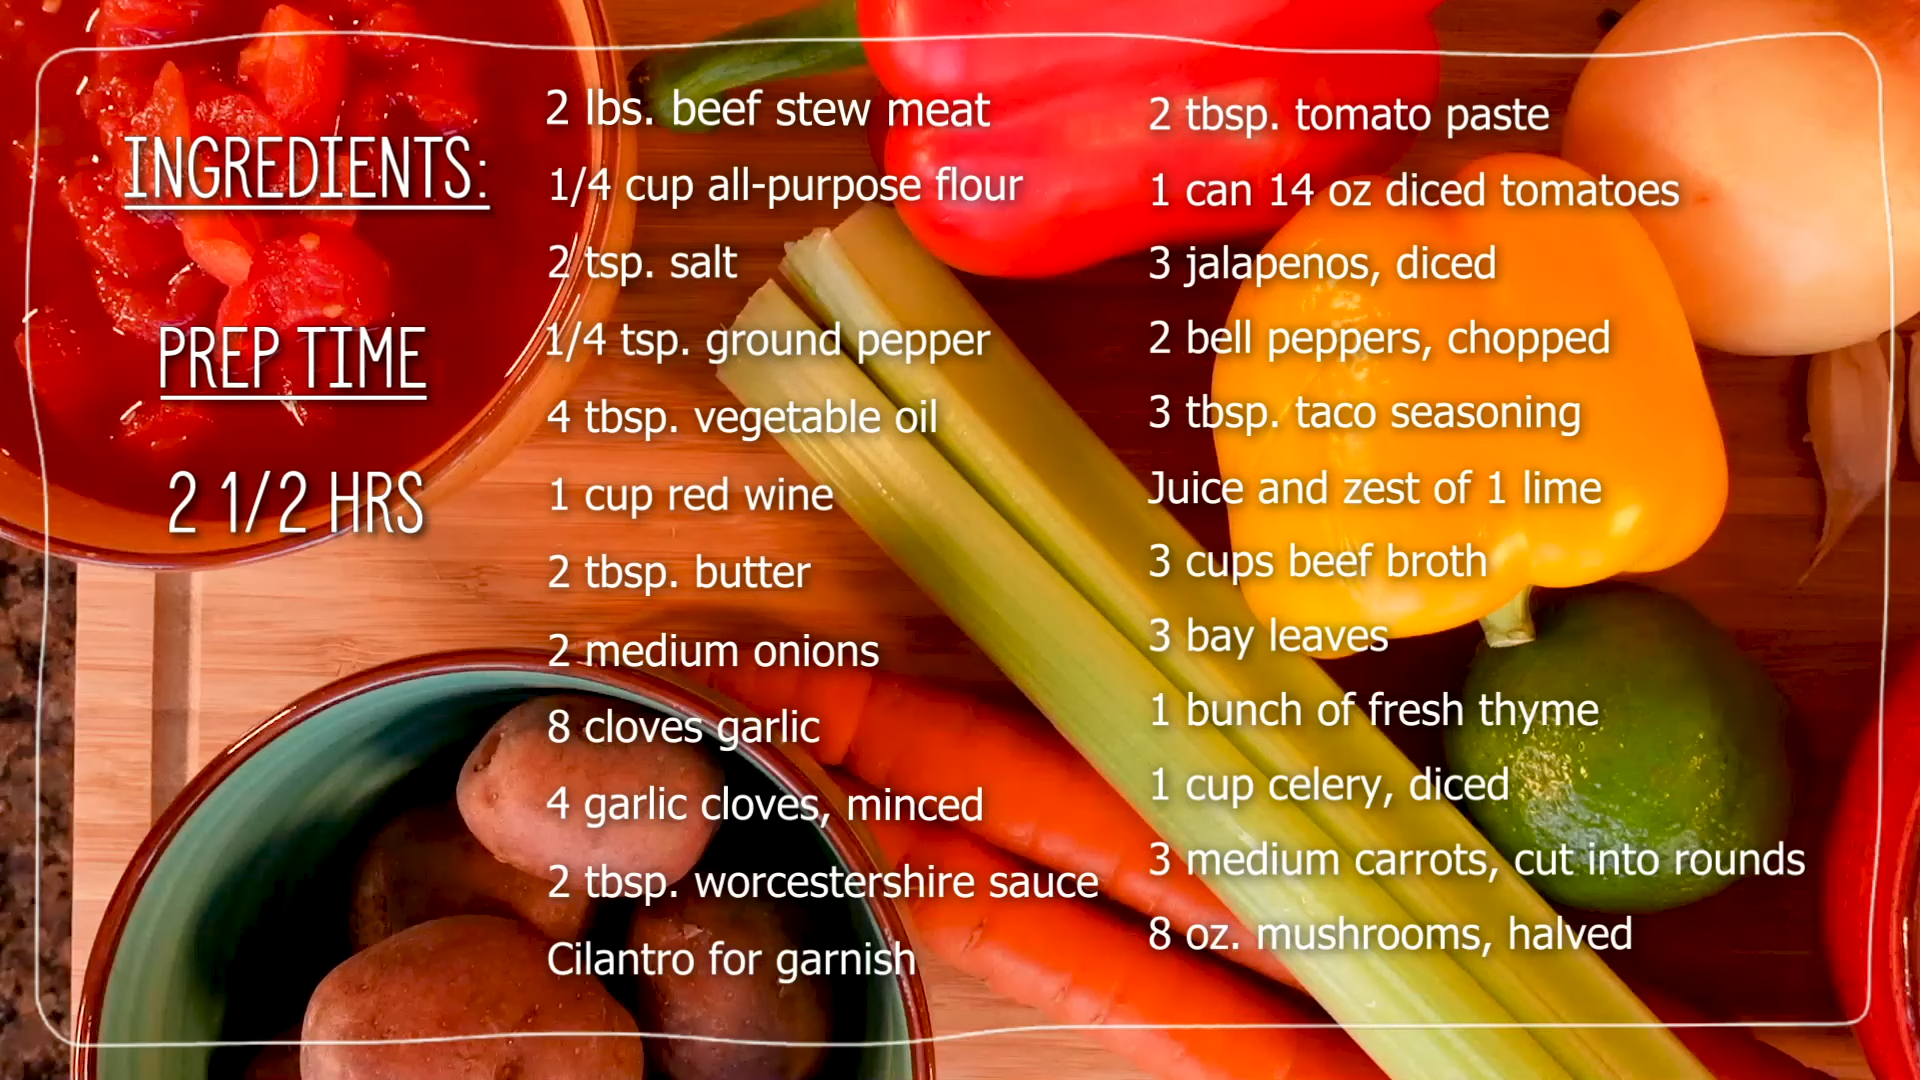 INGREDIENTS:
PREP TIME
2 1/2 HRS
2 lbs. beef stew meat
1/4 cup all-purpose flour
2 tsp. salt
1/4 tsp. ground pepper
4 tbsp. vegetable oil
1 cup red wine
2 tbsp. butter
2 medium onions
8 cloves garlic
4 garlic cloves, minced
2 tbsp. worcestershire sauce
Cilantro for garnish
2 tbsp. tomato paste
1 can 14 oz diced tomatoes
3 jalapenos, diced
2 bell peppers, chopped
3 tbsp. taco seasoning
Juice and zest of 1 lime
3 cups beef broth
3 bay leaves
1 bunch of fresh thyme
1 cup celery, diced
3 medium carrots, cut into rounds
8 oz. mushrooms, halved